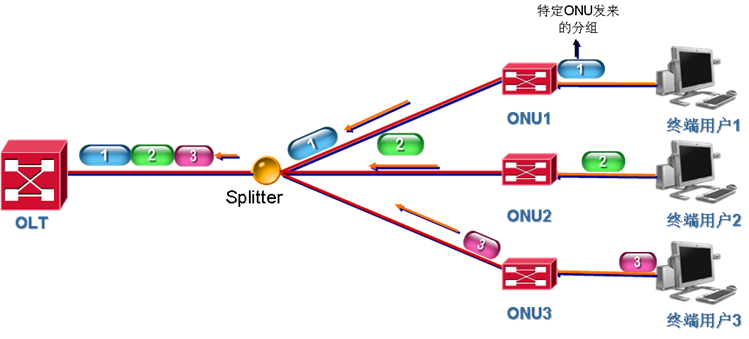 特定ONU发来
的分组
1
ONU1
终端用户1
1
2
1 2 3
Splitter
OLT
2
ONU2
终端用户2
3
3
ONU3
终端用户3